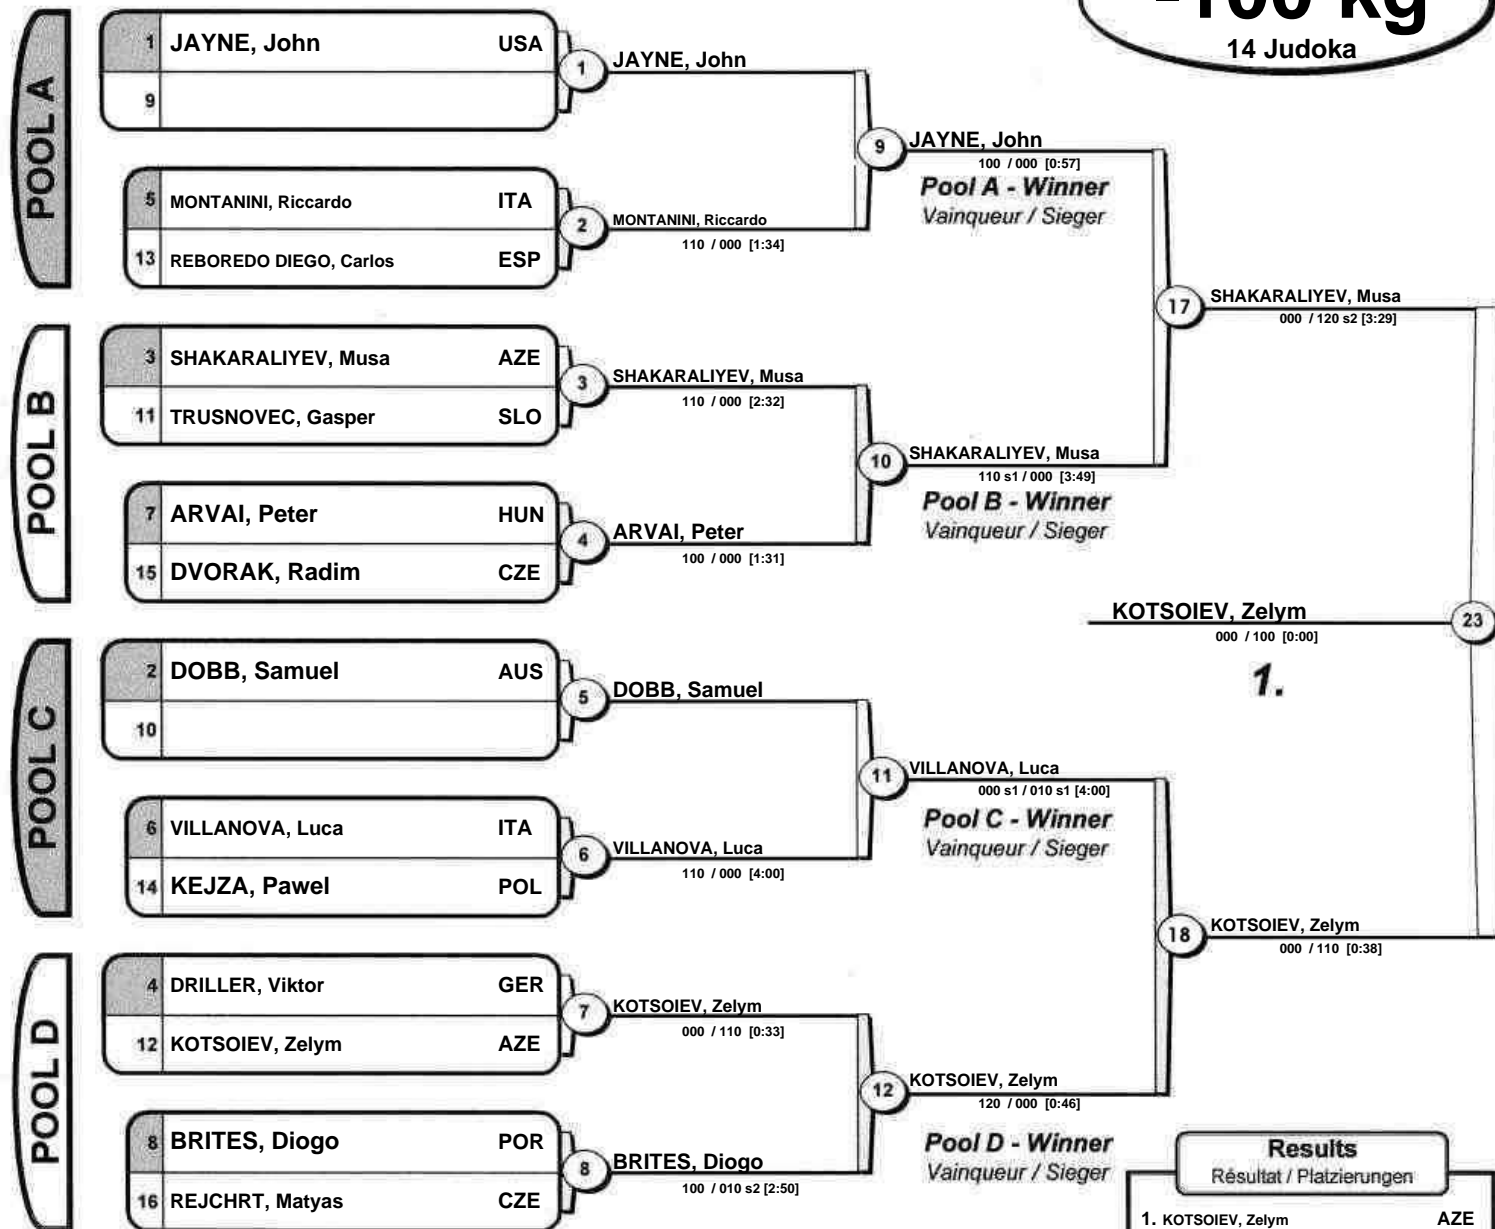 -100 kg
14 Judoka
POOL A
1 JAYNE, John USA
9
1 JAYNE, John
5 MONTANINI, Riccardo ITA
13 REBOREDO DIEGO, Carlos ESP
2 MONTANINI, Riccardo
110 / 000 [1:34]
9 JAYNE, John
100 / 000 [0:57]
Pool A - Winner
Vainqueur / Sieger
POOL B
3 SHAKARALIYEV, Musa AZE
11 TRUSNOVEC, Gasper SLO
3 SHAKARALIYEV, Musa
110 / 000 [2:32]
7 ARVAI, Peter HUN
15 DVORAK, Radim CZE
4 ARVAI, Peter
100 / 000 [1:31]
10 SHAKARALIYEV, Musa
110 s1 / 000 [3:49]
Pool B - Winner
Vainqueur / Sieger
17 SHAKARALIYEV, Musa
000 / 120 s2 [3:29]
KOTSOIEV, Zelym 23
000 / 100 [0:00]
1.
POOL C
2 DOBB, Samuel AUS
10
5 DOBB, Samuel
6 VILLANOVA, Luca ITA
14 KEJZA, Pawel POL
6 VILLANOVA, Luca
110 / 000 [4:00]
11 VILLANOVA, Luca
000 s1 / 010 s1 [4:00]
Pool C - Winner
Vainqueur / Sieger
POOL D
4 DRILLER, Viktor GER
12 KOTSOIEV, Zelym AZE
7 KOTSOIEV, Zelym
000 / 110 [0:33]
8 BRITES, Diogo POR
16 REJCHRT, Matyas CZE
8 BRITES, Diogo
100 / 010 s2 [2:50]
12 KOTSOIEV, Zelym
120 / 000 [0:46]
Pool D - Winner
Vainqueur / Sieger
18 KOTSOIEV, Zelym
000 / 110 [0:38]
Results
Résultat / Platzierungen
1. KOTSOIEV, Zelym AZE